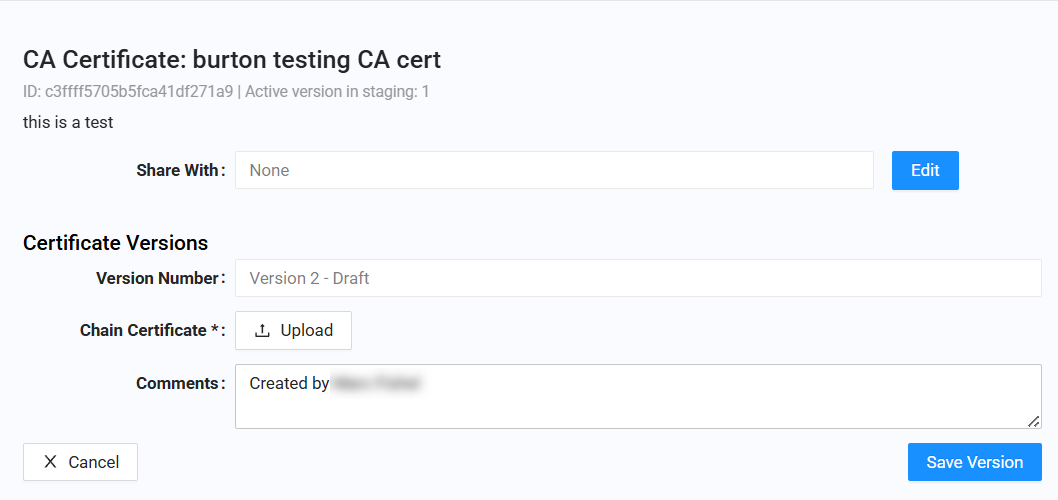 CA Certificate: burton testing CA cert
ID: c3ffff5705b5fca41df271a9 | Active version in staging: 1
this is a test
Share With: None Edit
Certificate Versions
Version Number: Version 2 - Draft
Chain Certificate *: Upload
Comments: Created by
Cancel Save Version